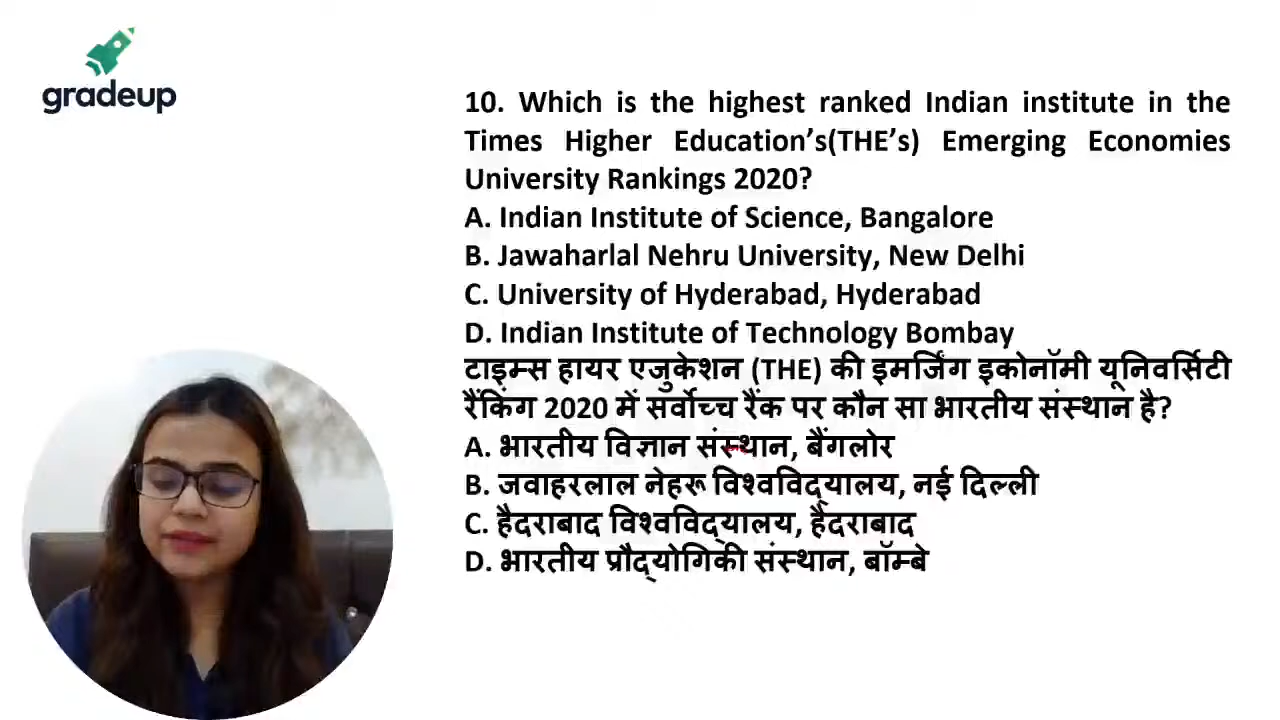 gradeup
10. Which is the highest ranked Indian institute in the
Times Higher Education’s(THE’s) Emerging Economies
University Rankings 2020?
A. Indian Institute of Science, Bangalore
B. Jawaharlal Nehru University, New Delhi
C. University of Hyderabad, Hyderabad
D. Indian Institute of Technology Bombay
टाइम्स हायर एजुकेशन (THE) की इमर्जिंग इकोनॉमी यूनिवर्सिटी
रैंकिंग 2020 में सर्वोच्च रैंक पर कौन सा भारतीय संस्थान है?
A. भारतीय विज्ञान संस्थान, बैंगलोर
B. जवाहरलाल नेहरू विश्वविद्यालय, नई दिल्ली
C. हैदराबाद विश्वविद्यालय, हैदराबाद
D. भारतीय प्रौद्योगिकी संस्थान, बॉम्बे